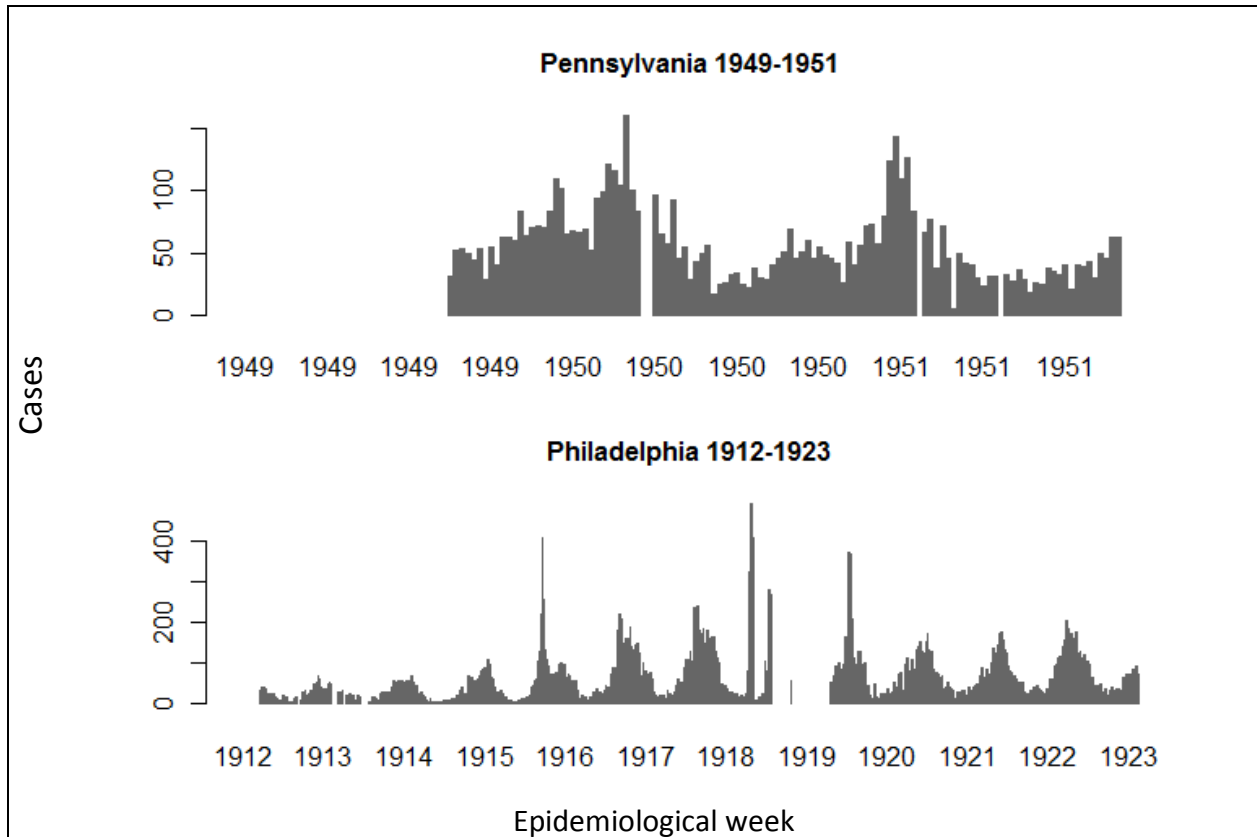 Pennsylvania 1949-1951
100
50
0
1949 1949 1949 1949 1950 1950 1950 1950 1951 1951 1951
Cases
Philadelphia 1912-1923
400
200
0
1912 1913 1914 1915 1916 1917 1918 1919 1920 1921 1922 1923
Epidemiological week